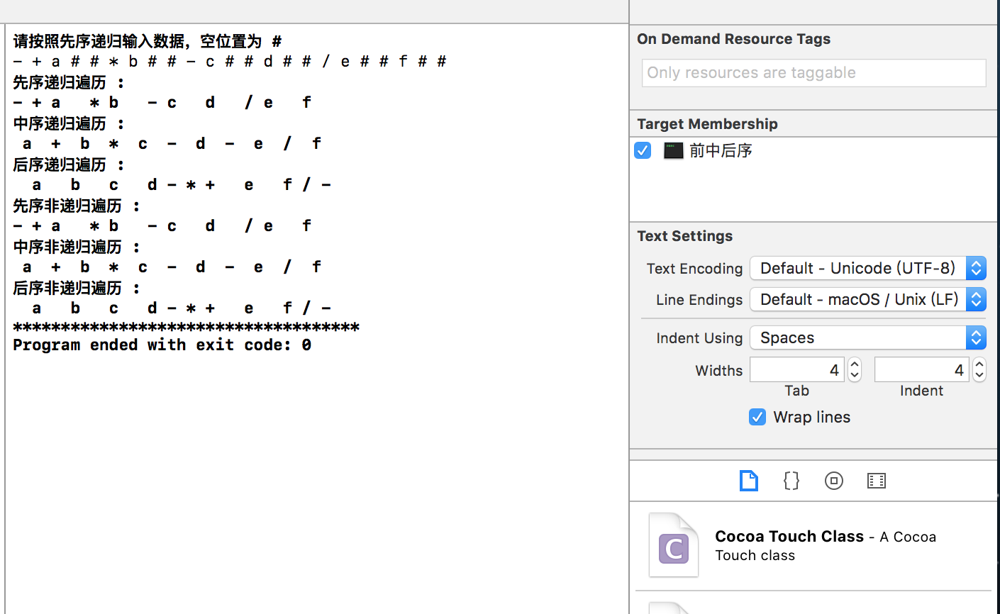 请按照先序递归输入数据，空位置为 #
- + a # # * b # # - c # # d # # / e # # f # #
先序递归遍历 :
- + a   * b   - c   d   / e   f
中序递归遍历 :
 a  +  b  *  c  -  d  -  e  /  f
后序递归遍历 :
  a   b   c   d - * +   e   f / -
先序非递归遍历 :
- + a   * b   - c   d   / e   f
中序非递归遍历 :
 a  +  b  *  c  -  d  -  e  /  f
后序非递归遍历 :
  a   b   c   d - * +   e   f / -
************************************
Program ended with exit code: 0
On Demand Resource Tags
Only resources are taggable
Target Membership
前中后序
Text Settings
Text Encoding Default - Unicode (UTF-8)
Line Endings Default - macOS / Unix (LF)
Indent Using Spaces
Widths 4 4
Tab Indent
Wrap lines
{}
C
Cocoa Touch Class - A Cocoa
Touch class